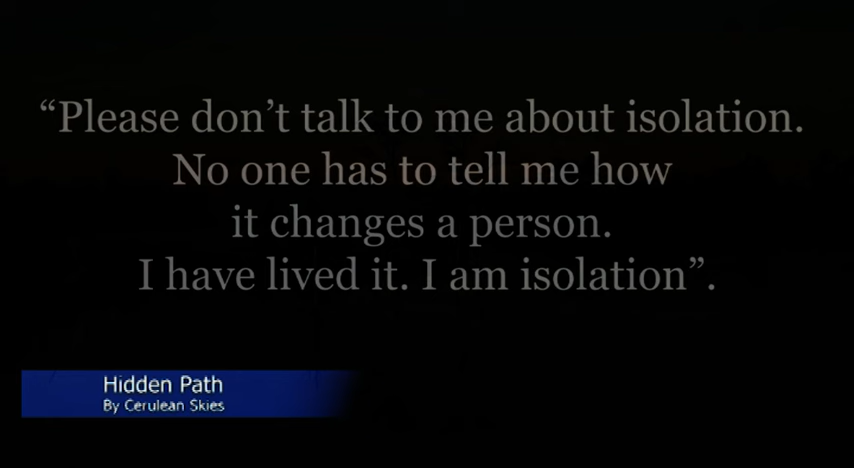 “Please don’t talk to me about isolation.
No one has to tell me how
it changes a person.
I have lived it. I am isolation”.
Hidden Path
By Cerulean Skies